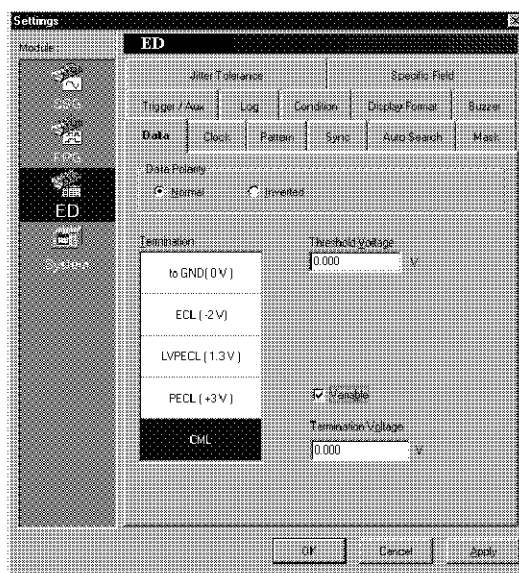 Settings
Module:
ED
Jitter Tolerance
Specific Field
Trigger / Aux
Log
Condition
Display Format
Buzzer
Data
Clock
Pattern
Sync
Auto Search
Mask
PPG
ED
System
Data Polarity
Normal
Inverted
Termination
to GND( 0 V )
ECL ( -2 V)
LVPECL ( 1.3 V )
PECL ( +3 V )
CML
Threshold Voltage
0.000
V
Variable
Termination Voltage
0.000
V
OK
Cancel
Apply